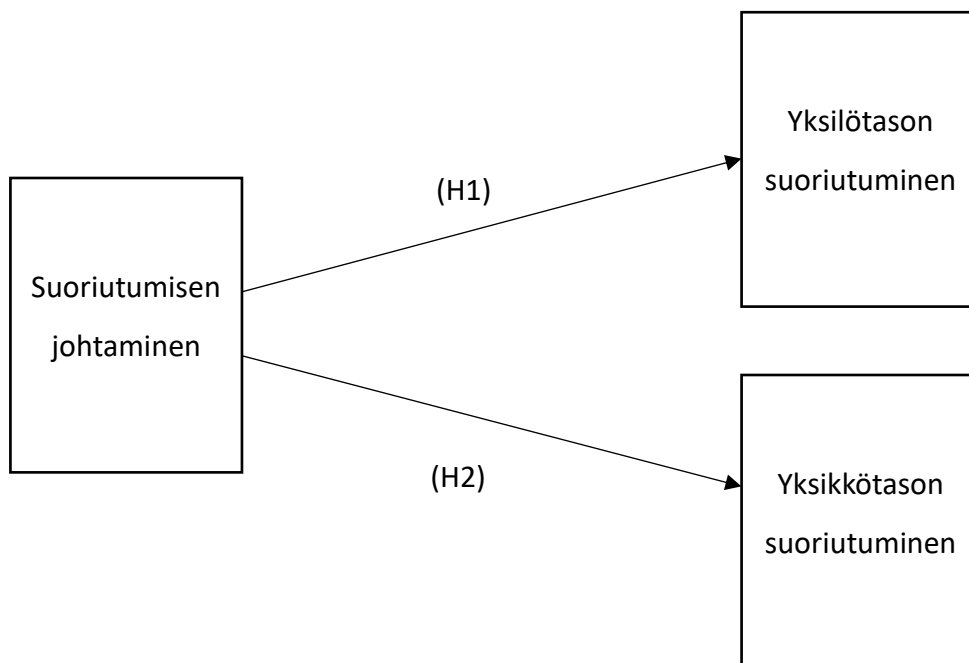 Yksilötason
suoriutuminen
(H1)
Suoriutumisen
johtaminen
(H2)
Yksikkötason
suoriutuminen